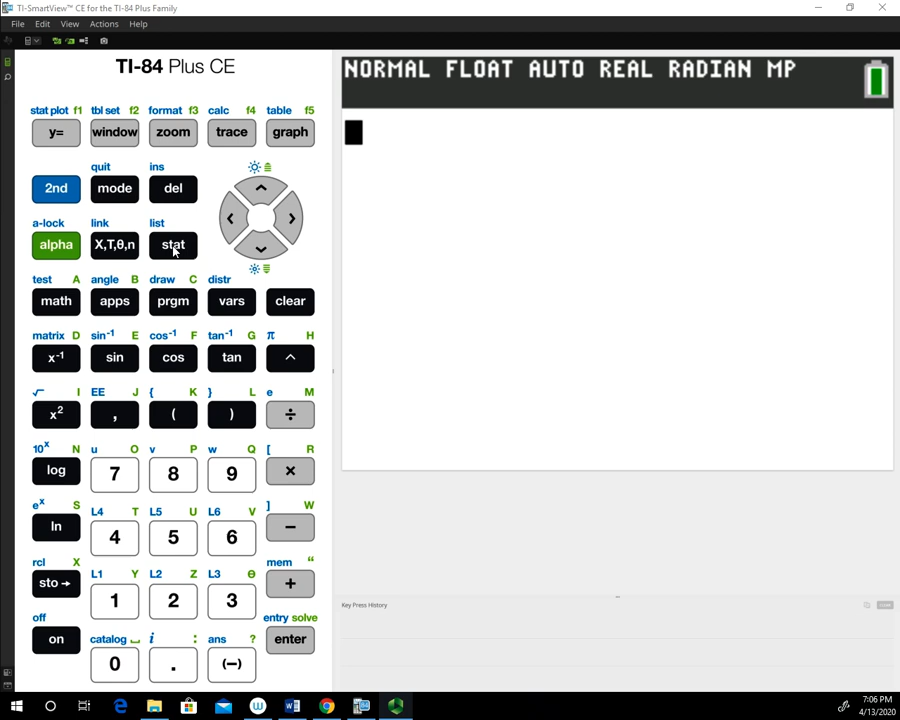 TI-SmartView™ CE for the TI-84 Plus Family
File Edit View Actions Help
TI-84 Plus CE
NORMAL FLOAT AUTO REAL RADIAN MP
stat plot f1 tbl set f2 format f3 calc f4 table f5
y= window zoom trace graph
quit ins
2nd mode del
a-lock link list
alpha X,T,θ,n stat
test A angle B draw C distr
math apps prgm vars clear
matrix D sin⁻¹ E cos⁻¹ F tan⁻¹ G π H
x⁻¹ sin cos tan ^
√ I EE J { K } L e M
x² , ( ) ÷
10ˣ N u O v P w Q [ R
log 7 8 9 ×
eˣ S L4 T L5 U L6 V ] W
ln 4 5 6 −
rcl X L1 Y L2 Z L3 θ mem “
sto→ 1 2 3 +
off catalog ⎵ i : ans ? entry solve
on 0 . (−) enter
Key Press History
7:06 PM
4/13/2020